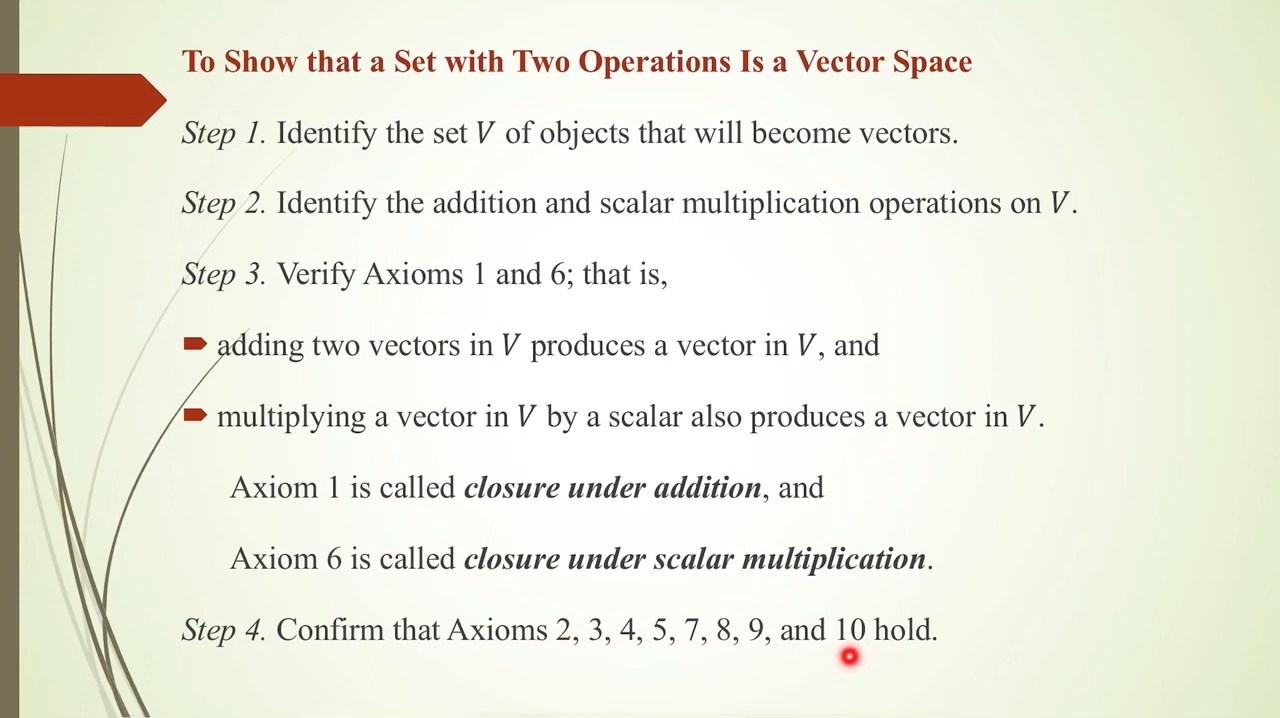 To Show that a Set with Two Operations Is a Vector Space
Step 1. Identify the set V of objects that will become vectors.
Step 2. Identify the addition and scalar multiplication operations on V.
Step 3. Verify Axioms 1 and 6; that is,
adding two vectors in V produces a vector in V, and
multiplying a vector in V by a scalar also produces a vector in V.
Axiom 1 is called closure under addition, and
Axiom 6 is called closure under scalar multiplication.
Step 4. Confirm that Axioms 2, 3, 4, 5, 7, 8, 9, and 10 hold.